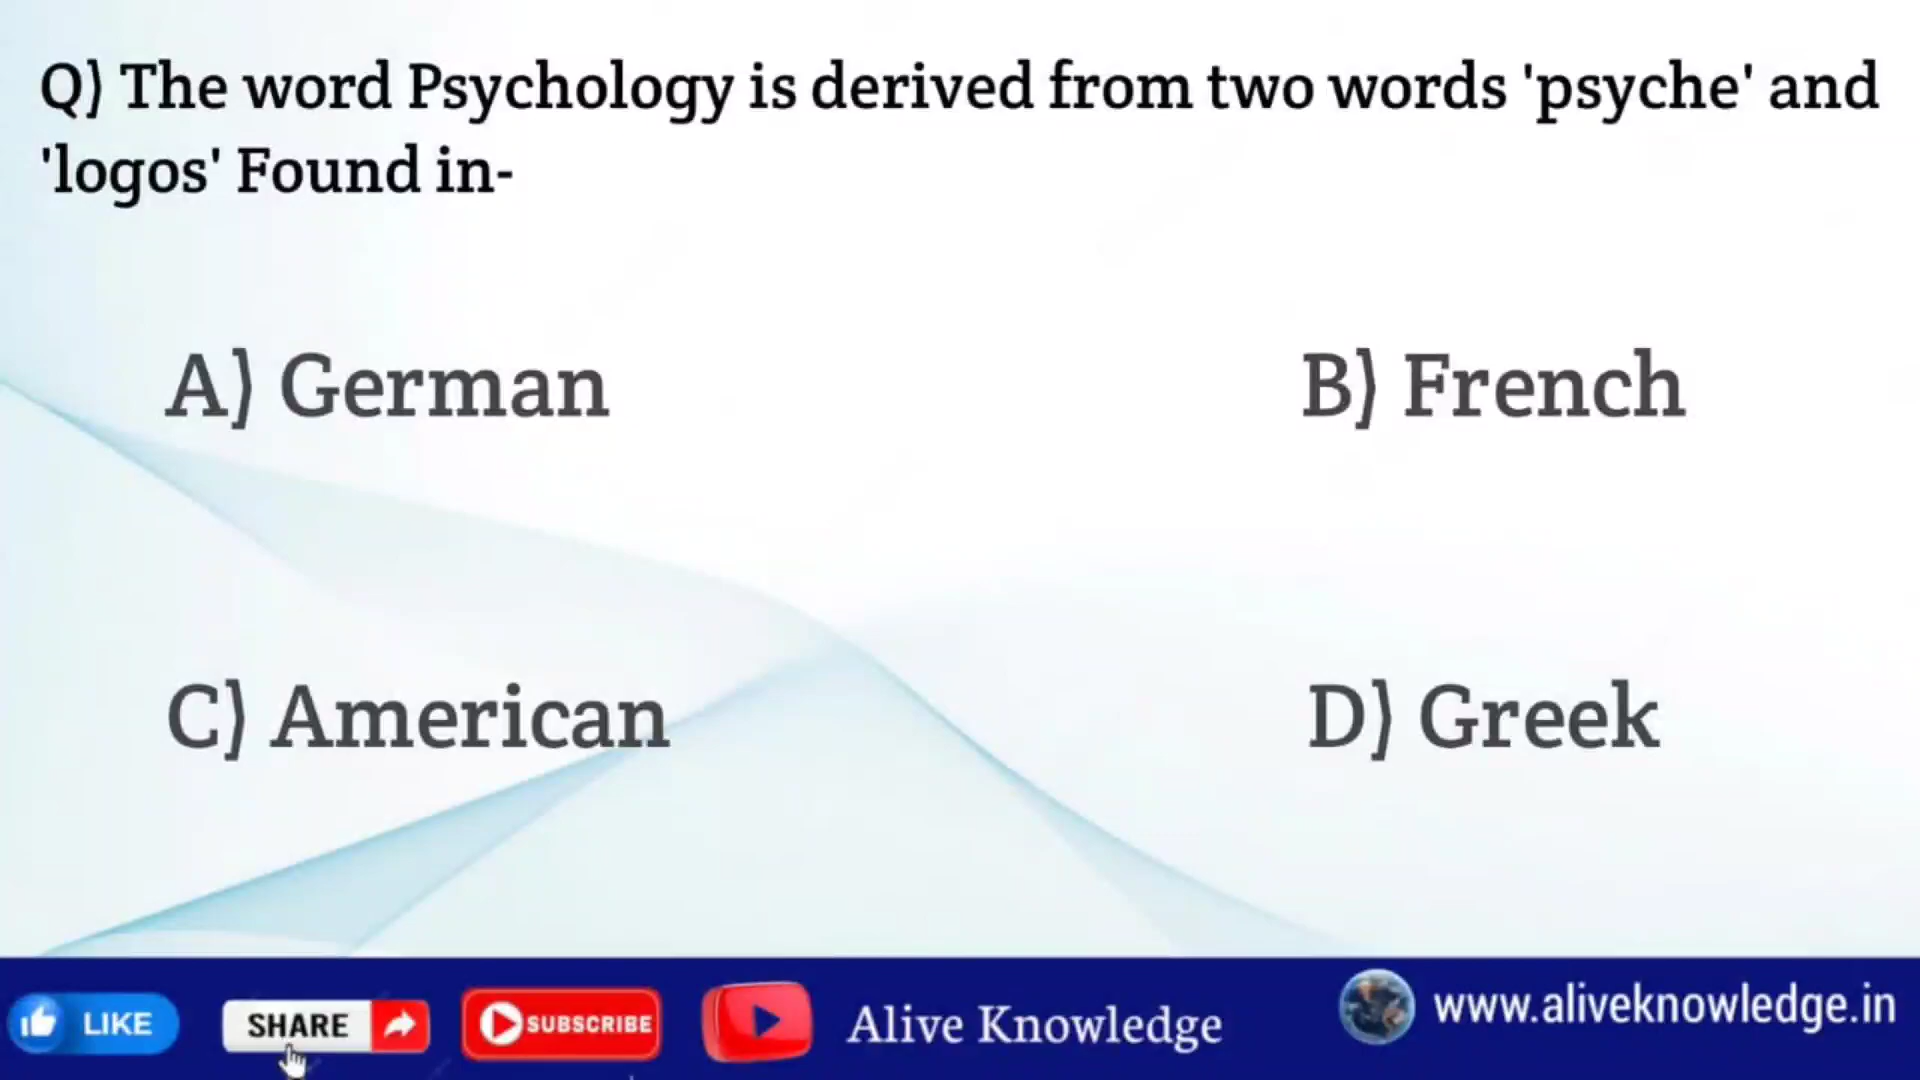 Q) The word Psychology is derived from two words 'psyche' and
'logos' Found in-
A) German
B) French
C) American
D) Greek
LIKE
SHARE
SUBSCRIBE
Alive Knowledge
www.aliveknowledge.in